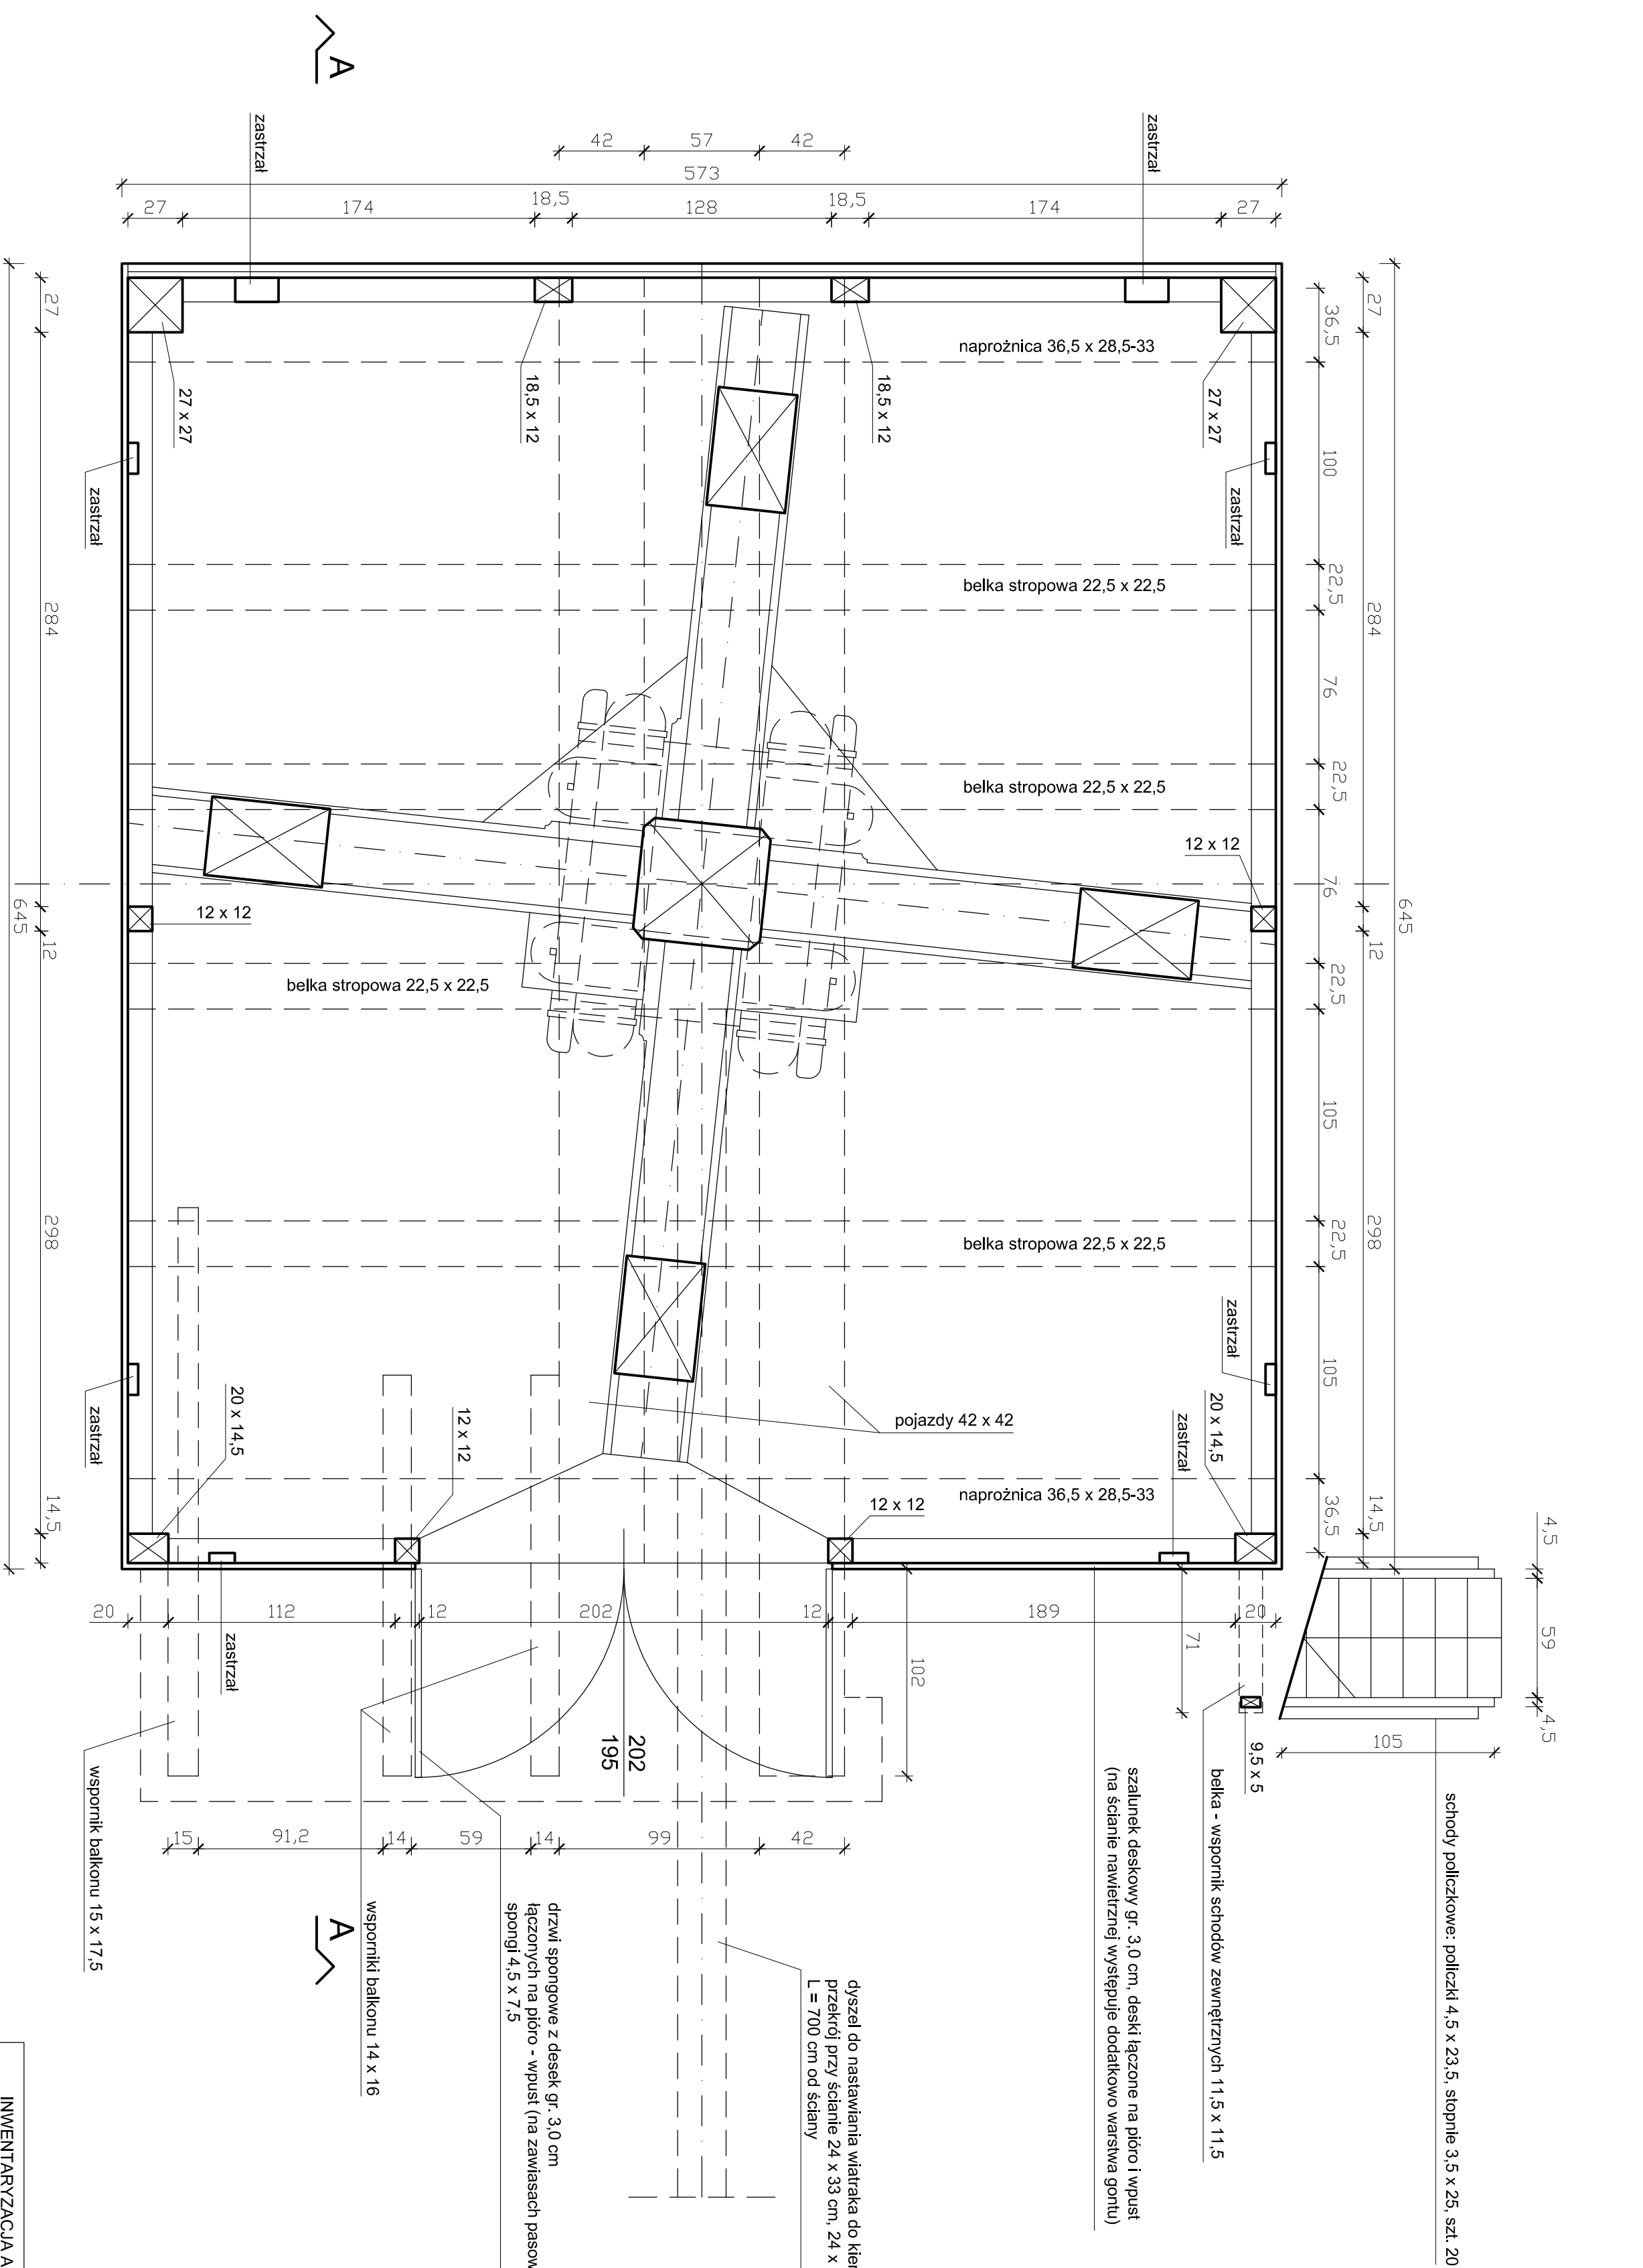 A
zastrzał
zastrzał
42
57
42
573
27
174
18,5
128
18,5
174
27
27
36,5
27
naprożnica 36,5 x 28,5-33
27 x 27
18,5 x 12
18,5 x 12
27 x 27
zastrzał
zastrzał
100
22,5
284
belka stropowa 22,5 x 22,5
284
76
22,5
belka stropowa 22,5 x 22,5
12 x 12
76
12 x 12
645
12
645
12
22,5
belka stropowa 22,5 x 22,5
105
298
298
22,5
belka stropowa 22,5 x 22,5
zastrzał
105
zastrzał
20 x 14,5
12 x 12
pojazdy 42 x 42
zastrzał
20 x 14,5
naprożnica 36,5 x 28,5-33
12 x 12
14,5
36,5
14,5
4,5
59
4,5
105
20
112
12
202
12
189
20
zastrzał
71
102
202
195
9,5 x 5
15
91,2
14
59
14
99
42
schody policzkowe: policzki 4,5 x 23,5, stopnie 3,5 x 25, szt. 20
belka - wspornik schodów zewnętrznych 11,5 x 11,5
szalunek deskowy gr. 3,0 cm, deski łączone na pióro i wpust
(na ścianie nawietrznej występuje dodatkowo warstwa gontu)
dyszel do nastawiania wiatraka do
przekrój przy ścianie 24 x 33 cm, 24 x
L = 700 cm od ściany
drzwi spongowe z desek gr. 3,0 cm
łączonych na pióro - wpust (na zawiasach
spongi 4,5 x 7,5
wsporniki balkonu 14 x 16
wspornik balkonu 15 x 17,5
A
INWENTARYZACJA A